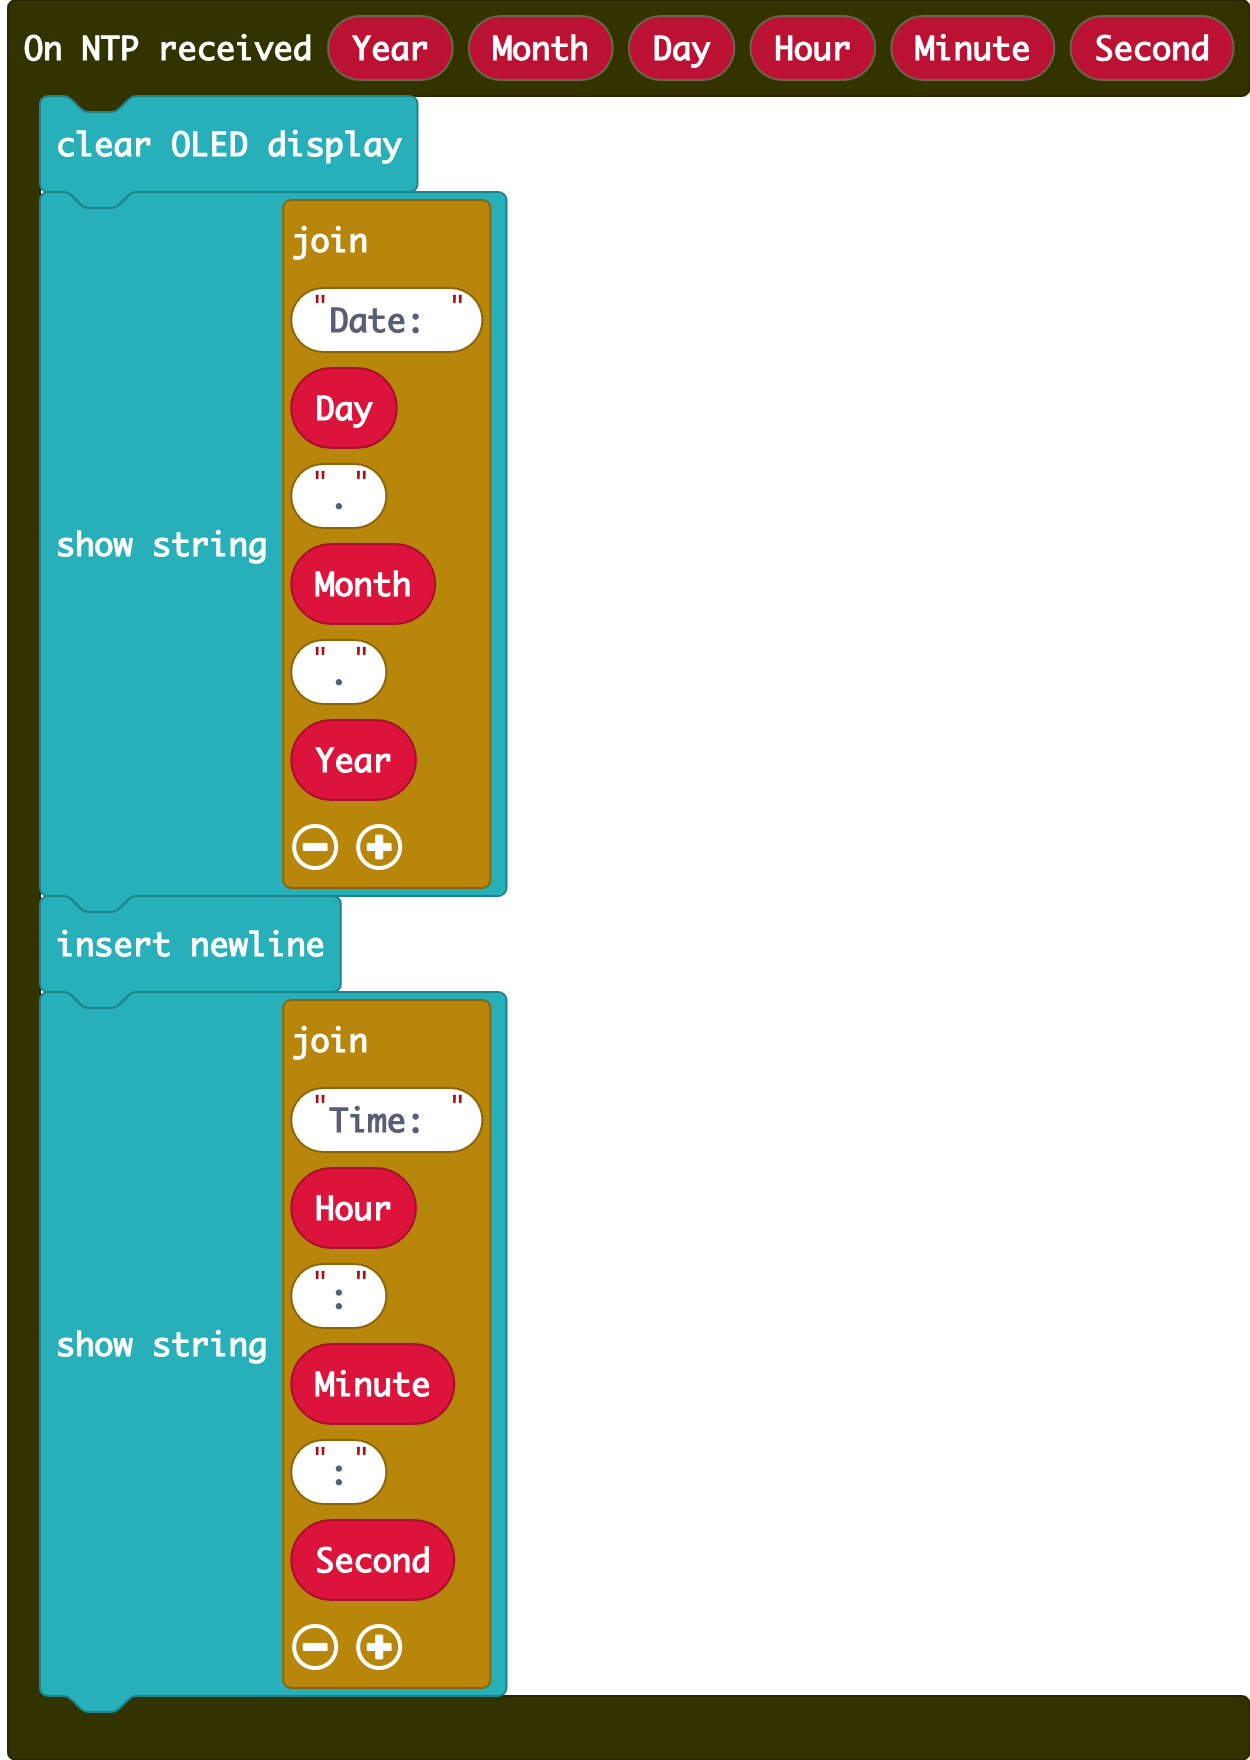 On NTP received Year Month Day Hour Minute Second
clear OLED display
join
"Date: "
Day
"."
show string
Month
"."
Year
insert newline
join
"Time: "
Hour
":"
show string
Minute
":"
Second